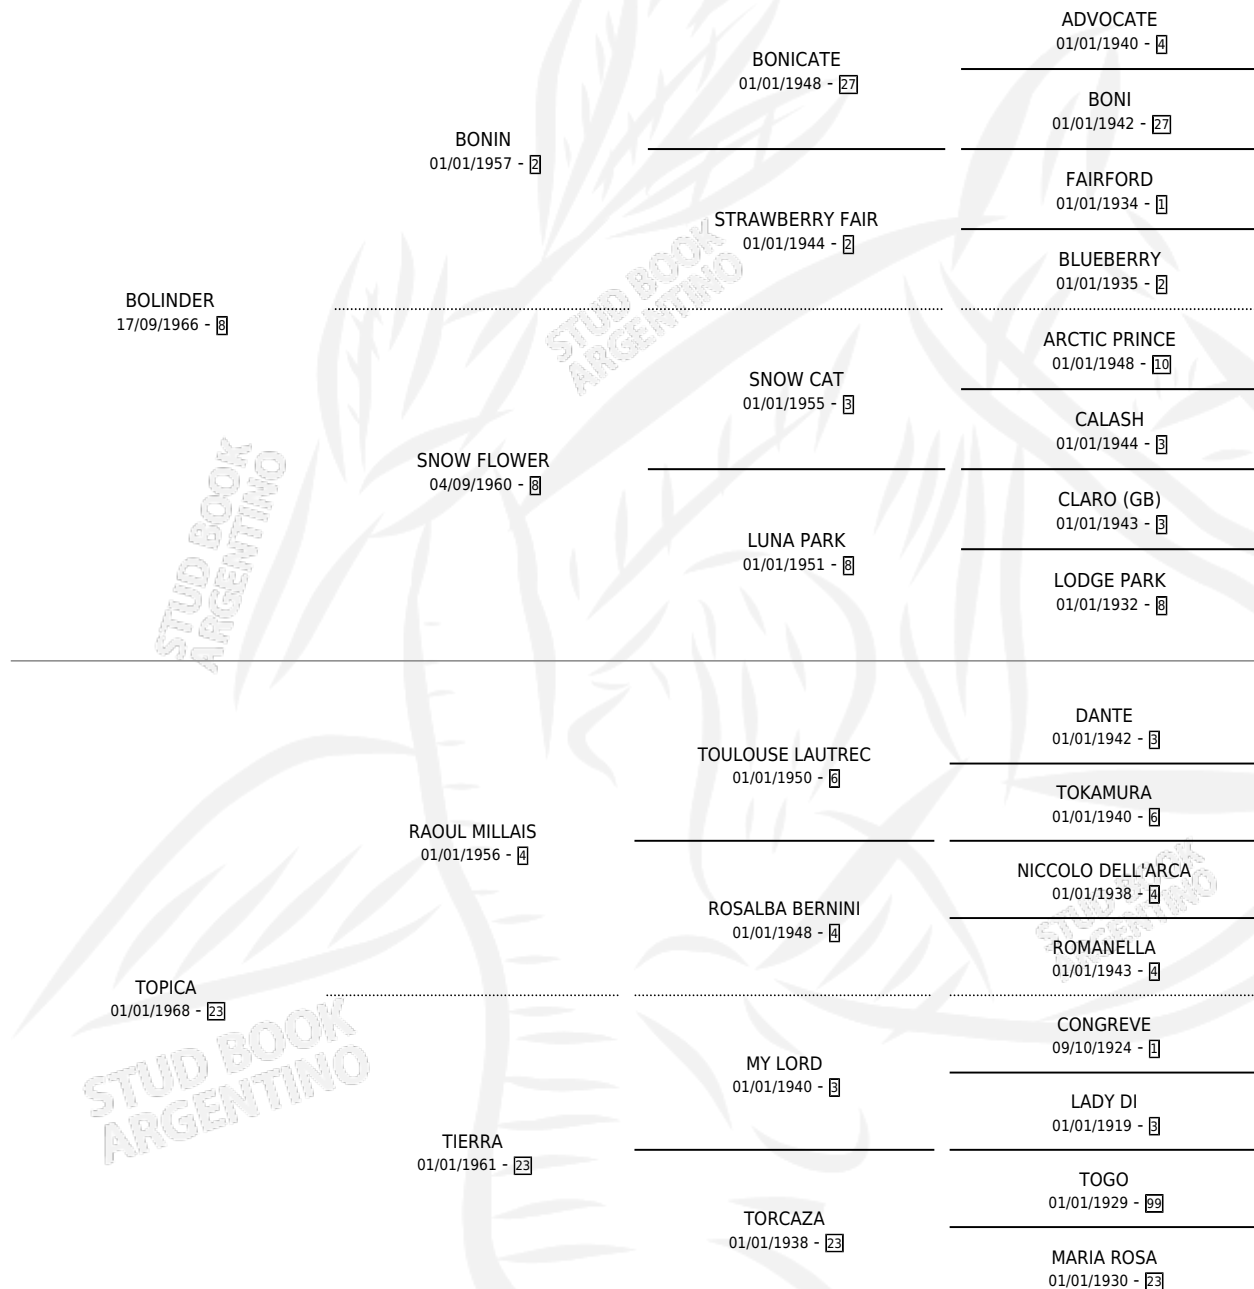 ADVOCATE
01/01/1940 - 4
BONICATE
01/01/1948 - 27
BONI
01/01/1942 - 27
BONIN
01/01/1957 - 2
FAIRFORD
01/01/1934 - 1
STRAWBERRY FAIR
01/01/1944 - 2
BLUEBERRY
01/01/1935 - 2
BOLINDER
17/09/1966 - 8
STUD BOOK
ARGENTINO
ARCTIC PRINCE
01/01/1948 - 10
SNOW CAT
01/01/1955 - 3
CALASH
01/01/1944 - 3
SNOW FLOWER
04/09/1960 - 8
CLARO (GB)
01/01/1943 - 3
LUNA PARK
01/01/1951 - 8
LODGE PARK
01/01/1932 - 8
STUD BOOK
ARGENTINO
DANTE
01/01/1942 - 3
TOULOUSE LAUTREC
01/01/1950 - 6
TOKAMURA
01/01/1940 - 6
RAOUL MILLAIS
01/01/1956 - 4
NICCOLO DELL'ARCA
01/01/1938 - 4
ROSALBA BERNINI
01/01/1948 - 4
STUD BOOK
ARGENTINO
ROMANELLA
01/01/1943 - 4
TOPICA
01/01/1968 - 23
STUD BOOK
ARGENTINO
CONGREVE
09/10/1924 - 1
MY LORD
01/01/1940 - 3
LADY DI
01/01/1919 - 3
TIERRA
01/01/1961 - 23
TOGO
01/01/1929 - 99
TORCAZA
01/01/1938 - 23
MARIA ROSA
01/01/1930 - 23